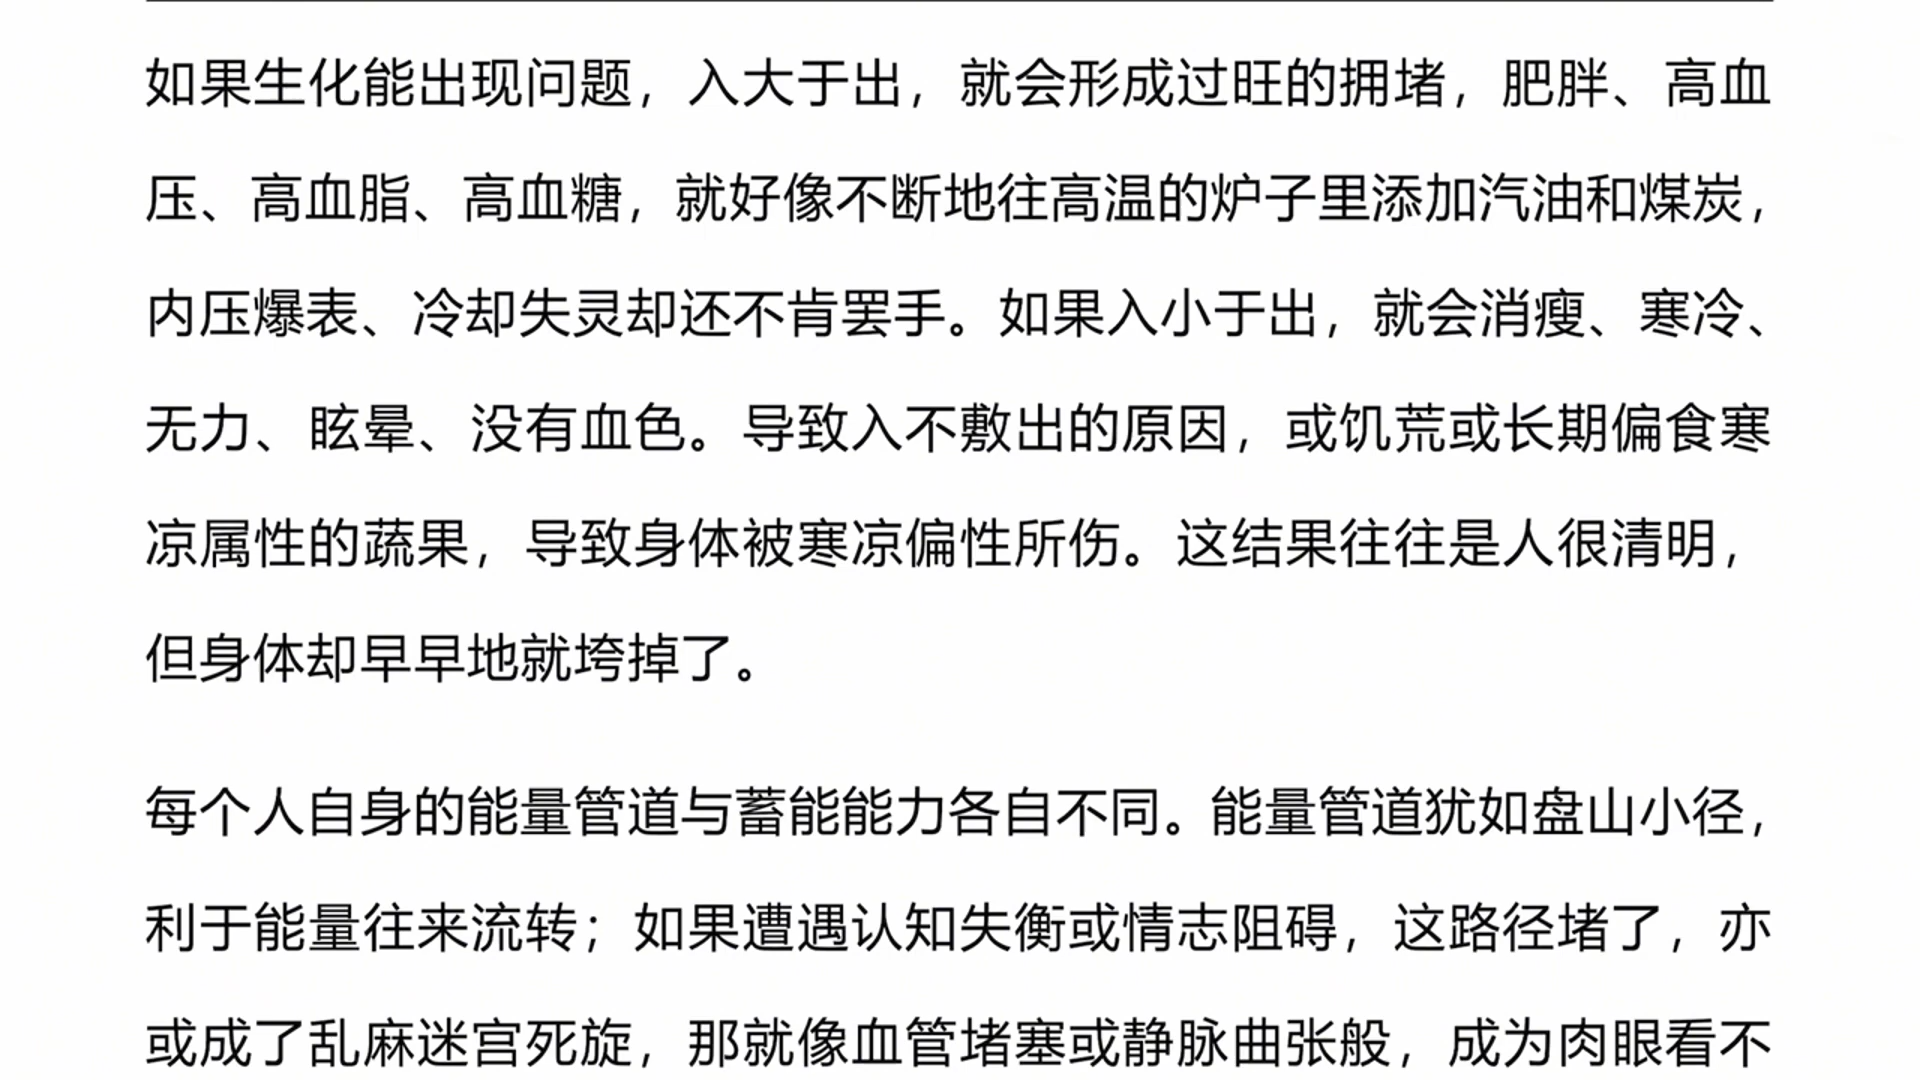 如果生化能出现问题，入大于出，就会形成过旺的拥堵，肥胖、高血
压、高血脂、高血糖，就好像不断地往高温的炉子里添加汽油和煤炭，
内压爆表、冷却失灵却还不肯罢手。如果入小于出，就会消瘦、寒冷、
无力、眩晕、没有血色。导致入不敷出的原因，或饥荒或长期偏食寒
凉属性的蔬果，导致身体被寒凉偏性所伤。这结果往往是人很清明，
但身体却早早地就垮掉了。
每个人自身的能量管道与蓄能能力各自不同。能量管道犹如盘山小径，
利于能量往来流转；如果遭遇认知失衡或情志阻碍，这路径堵了，亦
或成了乱麻迷宫死旋，那就像血管堵塞或静脉曲张般，成为肉眼看不